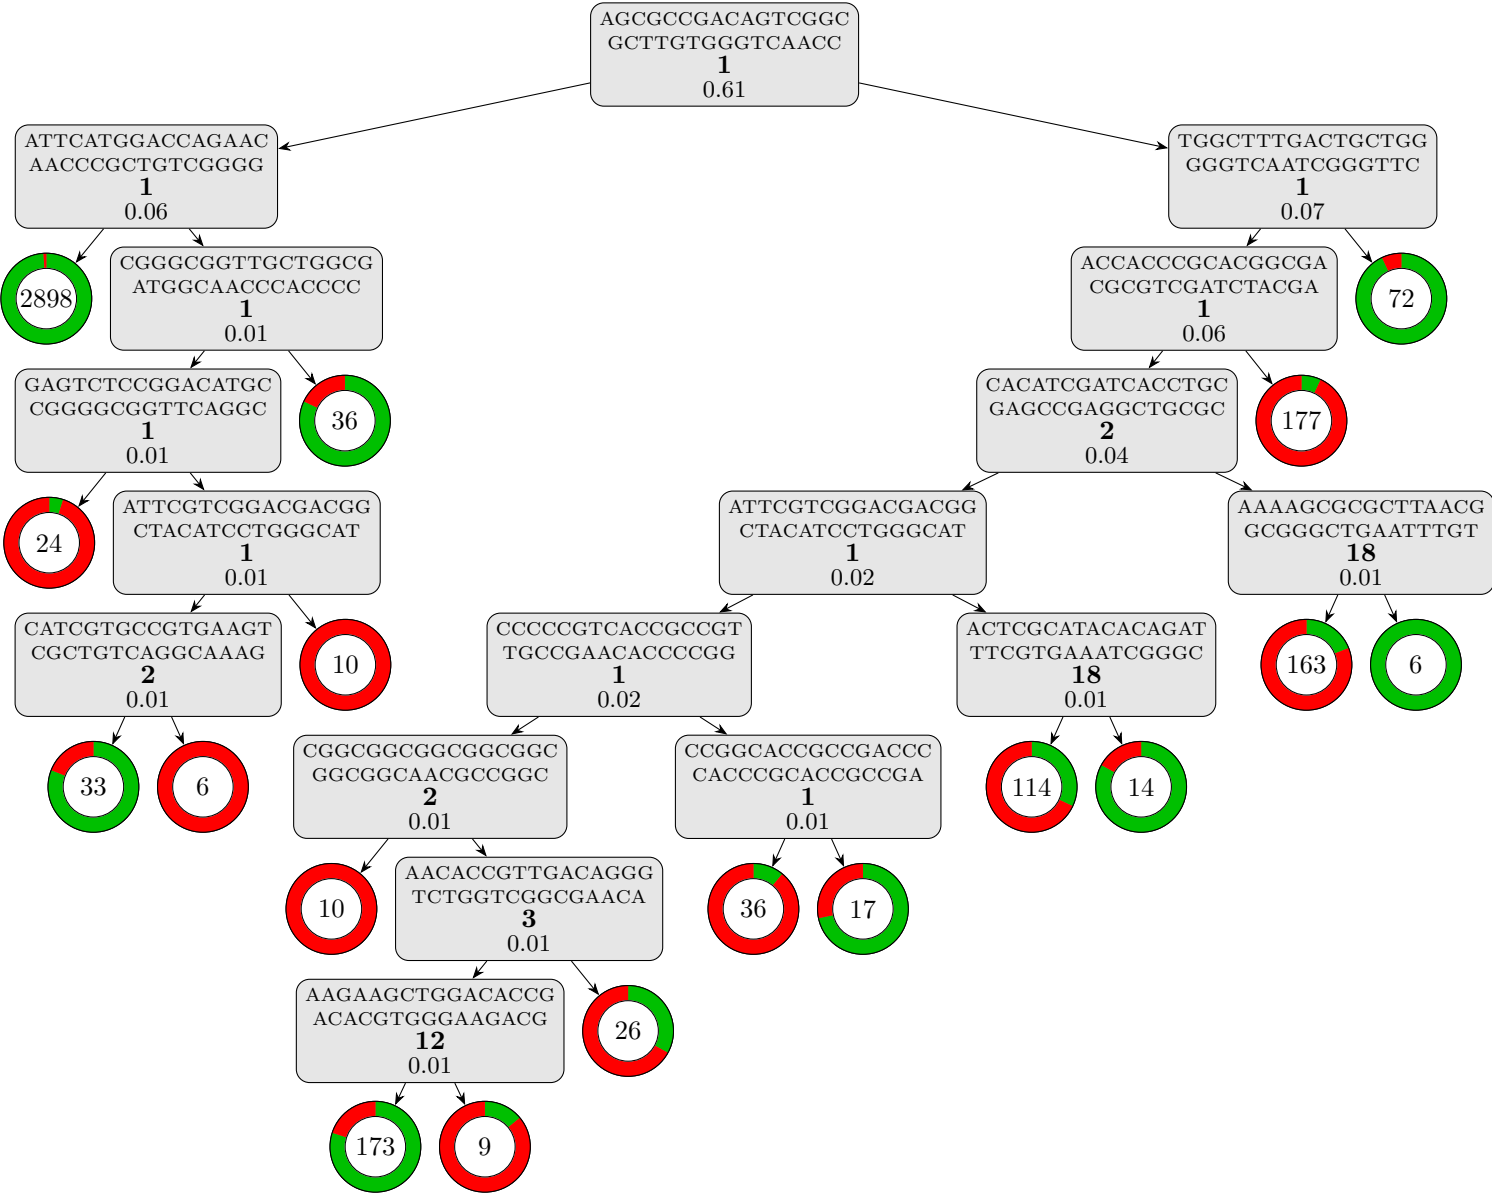 AGCGCCGACAGTCGGC
GCTTGTGGGTCAACC
1
0.61
ATTCATGGACCAGAAC
AACCCGCTGTCGGGG
1
0.06
TGGCTTTGACTGCTGG
GGGTCAATCGGGTTC
1
0.07
2898
CGGGCGGTTGCTGGCG
ATGGCAACCCACCCC
1
0.01
ACCACCCGCACGGCGA
CGCGTCGATCTACGA
1
0.06
72
GAGTCTCCGGACATGC
CGGGGCGGTTCAGGC
1
0.01
36
CACATCGATCACCTGC
GAGCCGAGGCTGCGC
2
0.04
177
24
ATTCGTCGGACGACGG
CTACATCCTGGGCAT
1
0.01
ATTCGTCGGACGACGG
CTACATCCTGGGCAT
1
0.02
AAAAGCGCGCTTAACG
GCGGGCTGAATTTGT
18
0.01
CATCGTGCCGTGAAGT
CGCTGTCAGGCAAAG
2
0.01
10
CCCCCGTCACCGCCGT
TGCCGAACACCCCGG
1
0.02
ACTCGCATACACAGAT
TTCGTGAAATCGGGC
18
0.01
163
6
33
6
CGGCGGCGGCGGCGGC
GGCGGCAACGCCGGC
2
0.01
CCGGCACCGCCGACCC
CACCCGCACCGCCGA
1
0.01
114
14
10
AACACCGTTGACAGGG
TCTGGTCGGCGAACA
3
0.01
36
17
AAGAAGCTGGACACCG
ACACGTGGGAAGACG
12
0.01
26
173
9